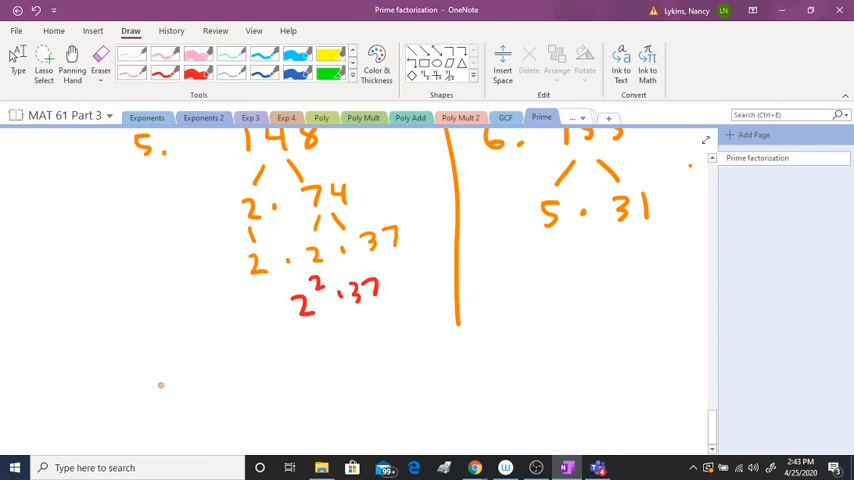 Prime factorization - OneNote
Lykins, Nancy
LN
File
Home
Insert
Draw
History
Review
View
Help
Type
Lasso Select
Panning Hand
Eraser
Color & Thickness
Insert Space
Delete
Arrange
Rotate
Ink to Text
Ink to Math
Tools
Shapes
Edit
Convert
MAT 61 Part 3
Exponents
Exponents 2
Exp 3
Exp 4
Poly
Poly Mult
Poly Add
Poly Mult 2
GCF
Prime
...
+
Search (Ctrl+E)
Add Page
Prime factorization
5. 148
2 · 74
2 · 2 · 37
2² · 37
6. 155
5 · 31
Type here to search
99+
2:43 PM
4/25/2020
3